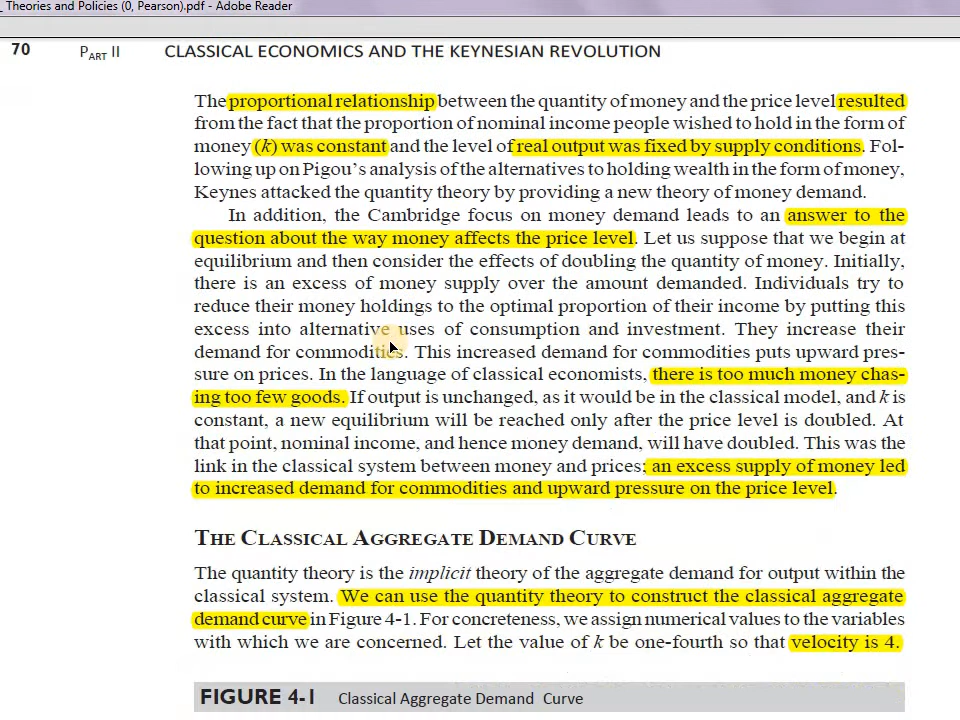 _ Theories and Policies (0, Pearson).pdf - Adobe Reader
70 PART II CLASSICAL ECONOMICS AND THE KEYNESIAN REVOLUTION
The proportional relationship between the quantity of money and the price level resulted
from the fact that the proportion of nominal income people wished to hold in the form of
money (k) was constant and the level of real output was fixed by supply conditions. Fol-
lowing up on Pigou's analysis of the alternatives to holding wealth in the form of money,
Keynes attacked the quantity theory by providing a new theory of money demand.
In addition, the Cambridge focus on money demand leads to an answer to the
question about the way money affects the price level. Let us suppose that we begin at
equilibrium and then consider the effects of doubling the quantity of money. Initially,
there is an excess of money supply over the amount demanded. Individuals try to
reduce their money holdings to the optimal proportion of their income by putting this
excess into alternative uses of consumption and investment. They increase their
demand for commodities. This increased demand for commodities puts upward pres-
sure on prices. In the language of classical economists, there is too much money chas-
ing too few goods. If output is unchanged, as it would be in the classical model, and k is
constant, a new equilibrium will be reached only after the price level is doubled. At
that point, nominal income, and hence money demand, will have doubled. This was the
link in the classical system between money and prices; an excess supply of money led
to increased demand for commodities and upward pressure on the price level.
THE CLASSICAL AGGREGATE DEMAND CURVE
The quantity theory is the implicit theory of the aggregate demand for output within the
classical system. We can use the quantity theory to construct the classical aggregate
demand curve in Figure 4-1. For concreteness, we assign numerical values to the variables
with which we are concerned. Let the value of k be one-fourth so that velocity is 4.
FIGURE 4-1 Classical Aggregate Demand Curve